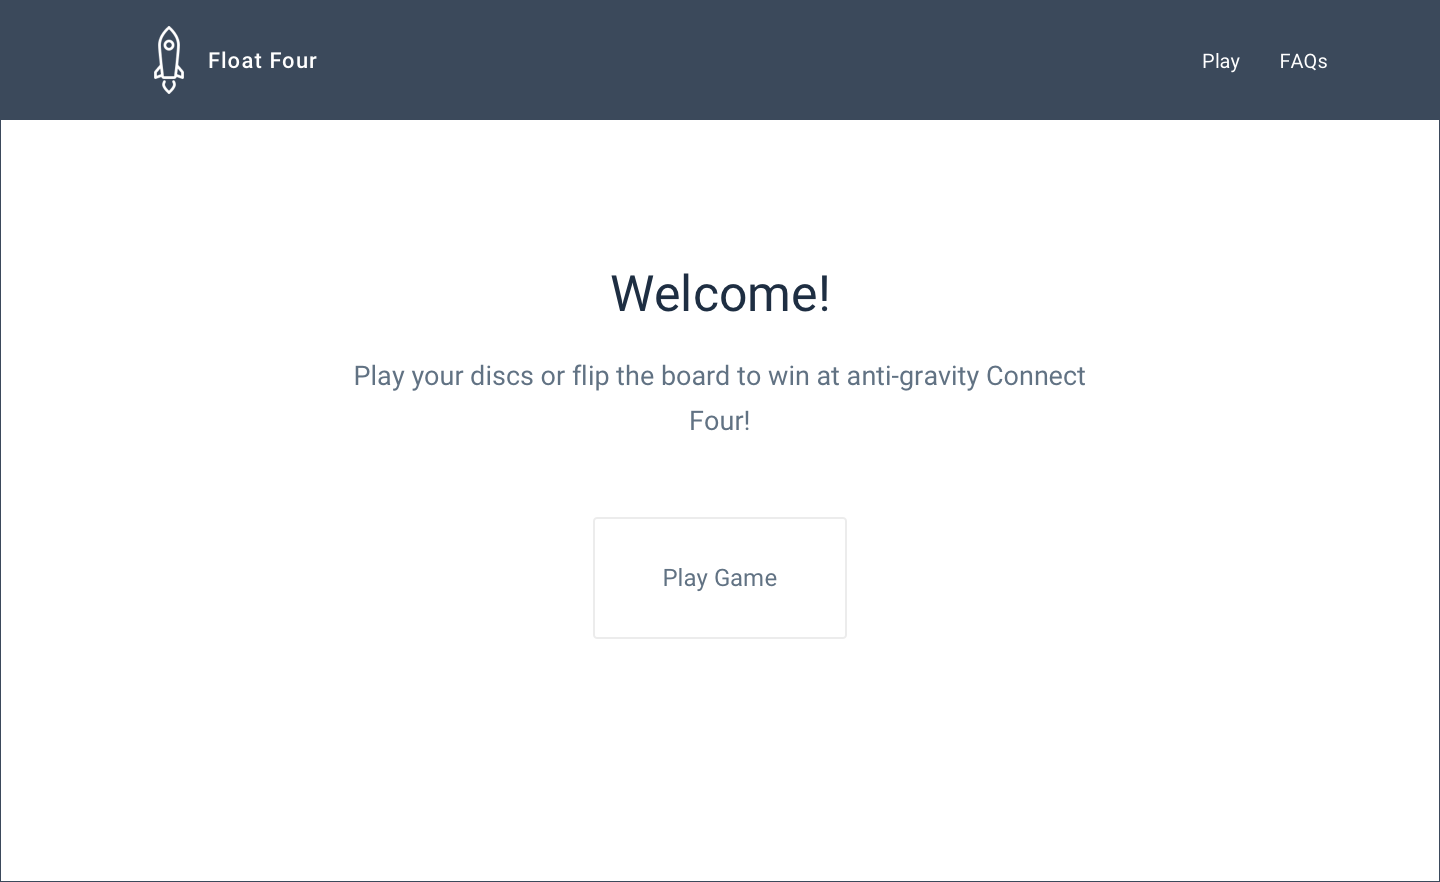 Float Four
Play
FAQs
Welcome!
Play your discs or flip the board to win at anti-gravity Connect
Four!
Play Game